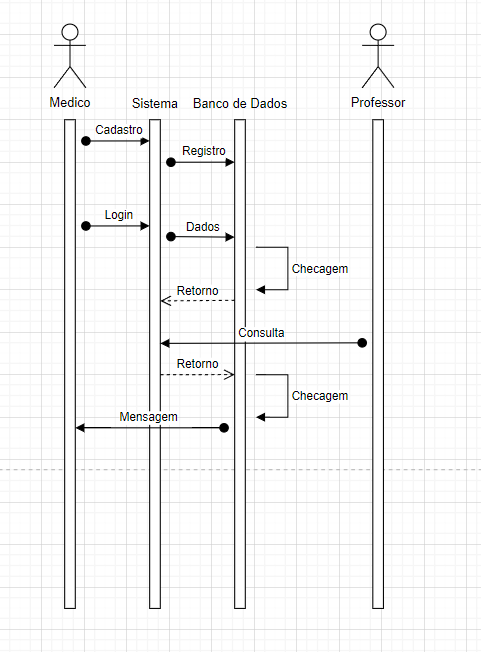 Medico
Sistema
Banco de Dados
Professor
Cadastro
Registro
Login
Dados
Checagem
Retorno
Consulta
Retorno
Checagem
Mensagem